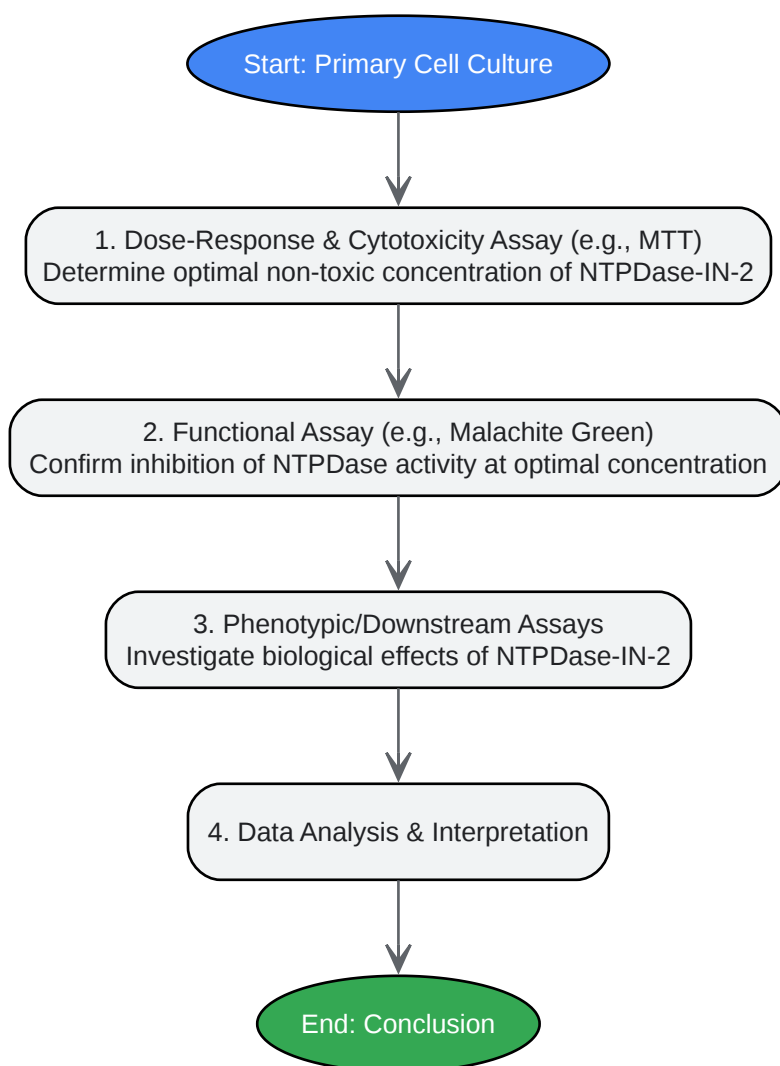 Start: Primary Cell Culture
1. Dose-Response & Cytotoxicity Assay (e.g., MTT)
Determine optimal non-toxic concentration of NTPDase-IN-2
2. Functional Assay (e.g., Malachite Green)
Confirm inhibition of NTPDase activity at optimal concentration
3. Phenotypic/Downstream Assays
Investigate biological effects of NTPDase-IN-2
4. Data Analysis & Interpretation
End: Conclusion